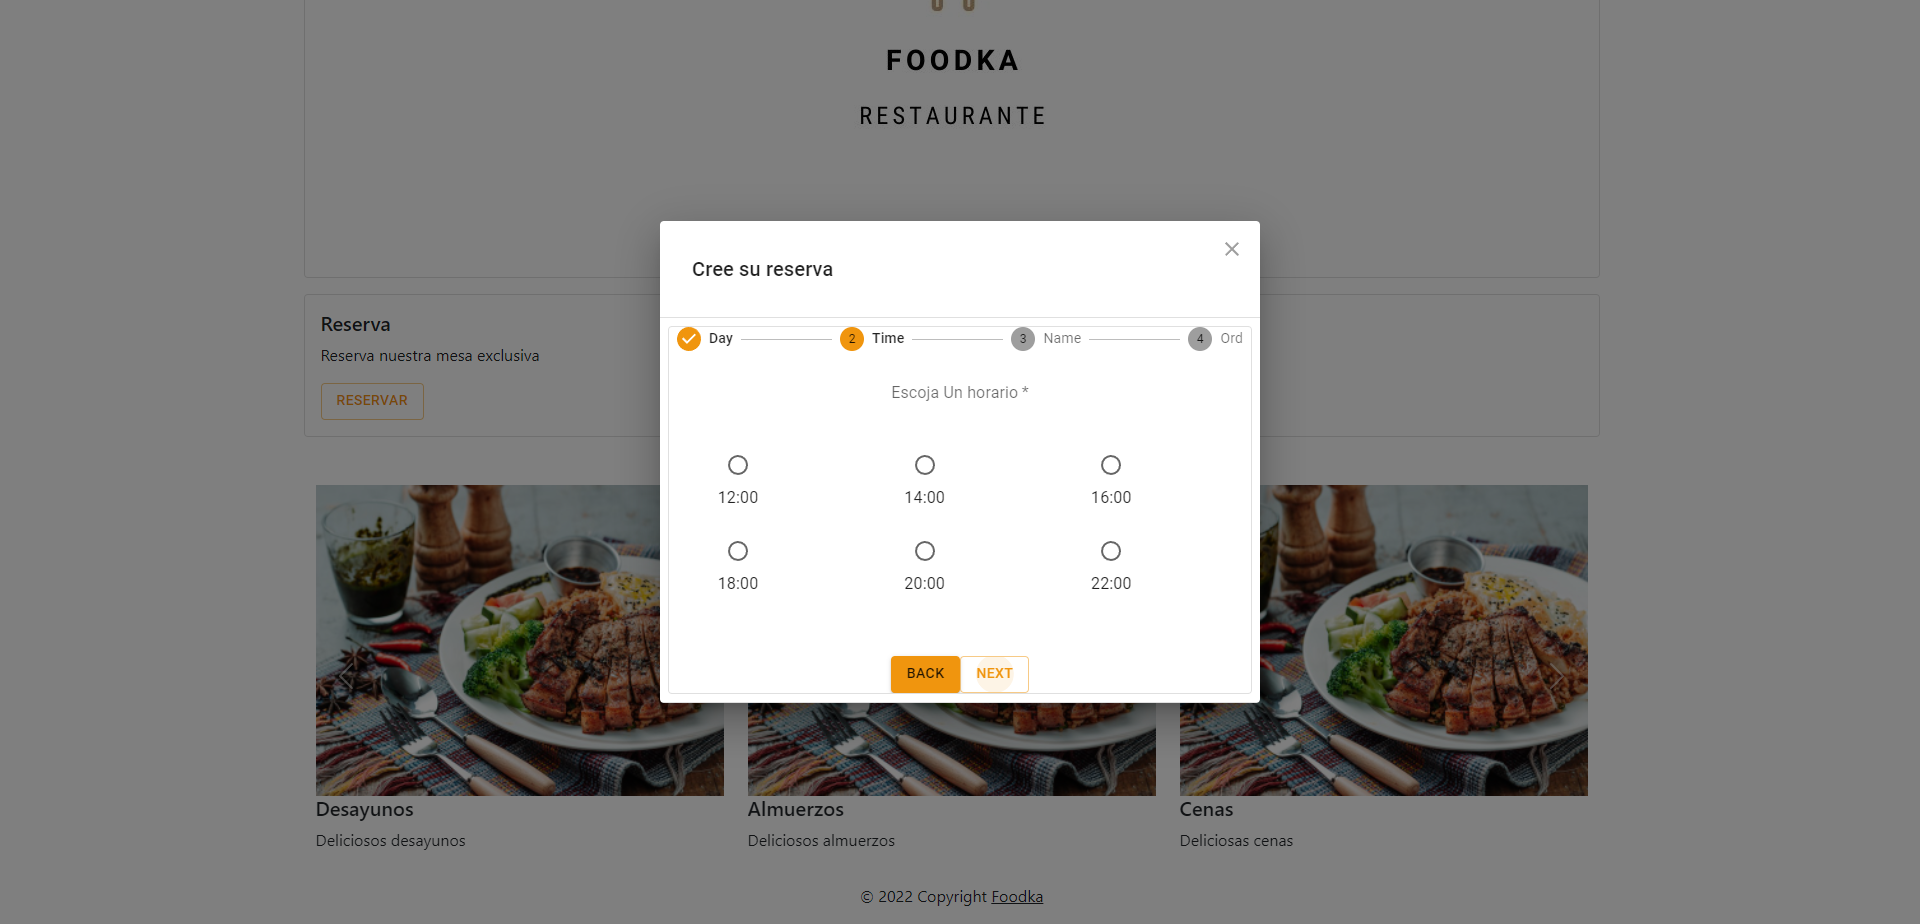 FOODKA
RESTAURANTE
Cree su reserva
Day
2 Time
3 Name
4 Ord
Escoja Un horario *
12:00 14:00 16:00
18:00 20:00 22:00
BACK NEXT
Reserva
Reserva nuestra mesa exclusiva
RESERVAR
Desayunos
Deliciosos desayunos
Almuerzos
Deliciosos almuerzos
Cenas
Deliciosas cenas
© 2022 Copyright Foodka